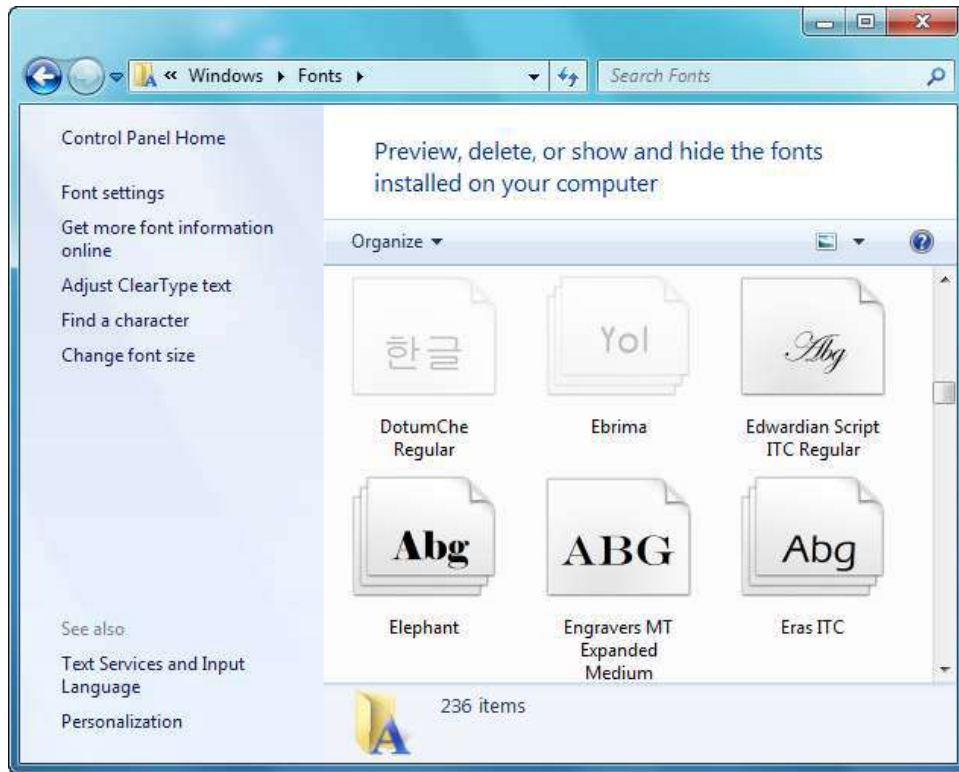 « Windows ▸ Fonts ▸
Search Fonts
Control Panel Home
Font settings
Get more font information
online
Adjust ClearType text
Find a character
Change font size
See also
Text Services and Input
Language
Personalization
Preview, delete, or show and hide the fonts
installed on your computer
Organize
한글
Yol
Abg
DotumChe
Regular
Ebrima
Edwardian Script
ITC Regular
Abg
ABG
Abg
Elephant
Engravers MT
Expanded
Medium
Eras ITC
236 items